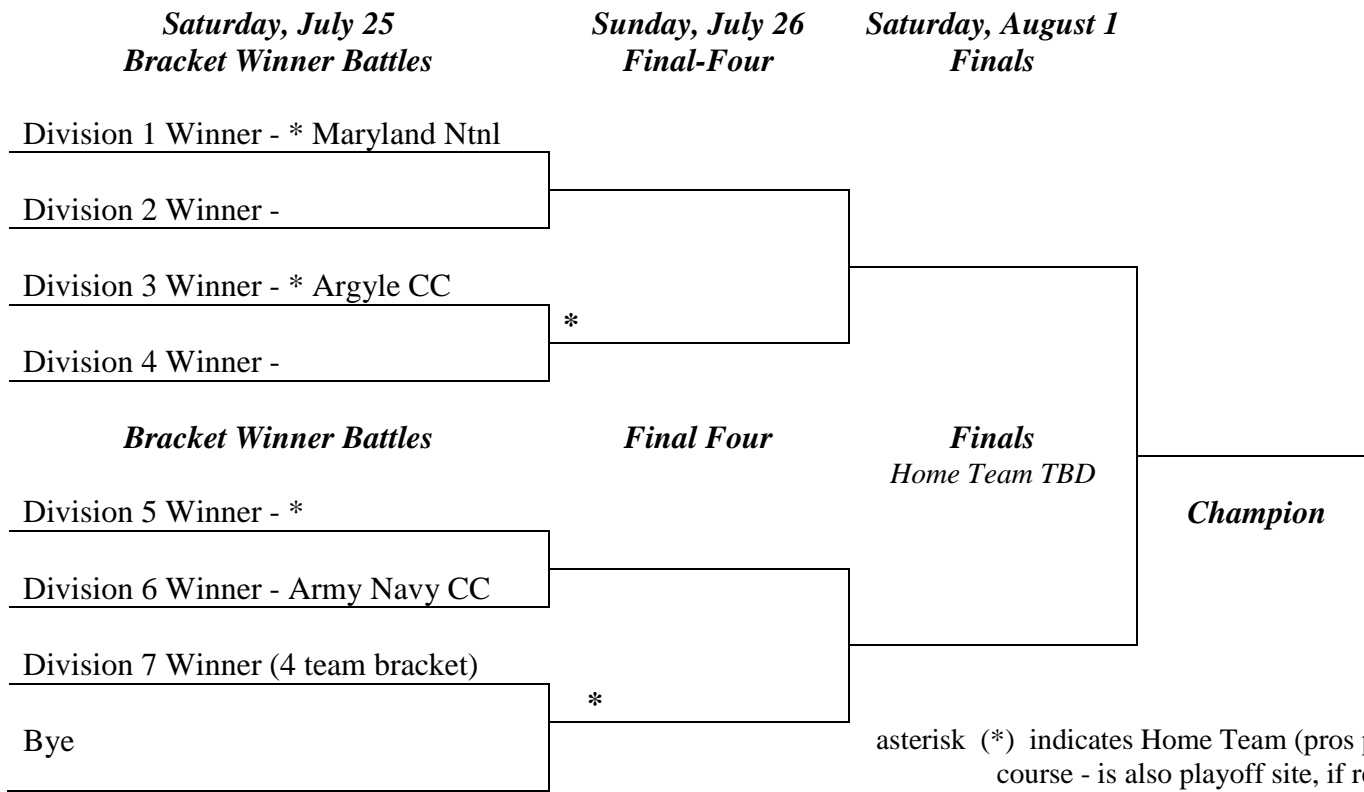 Saturday, July 25
Bracket Winner Battles
Sunday, July 26
Final-Four
Saturday, August 1
Finals
Division 1 Winner - * Maryland Ntnl
Division 2 Winner -
Division 3 Winner - * Argyle CC
*
Division 4 Winner -
Bracket Winner Battles
Final Four
Finals
Home Team TBD
Division 5 Winner - *
Champion
Division 6 Winner - Army Navy CC
Division 7 Winner (4 team bracket)
*
Bye
asterisk (*) indicates Home Team (pros
course - is also playoff site, if